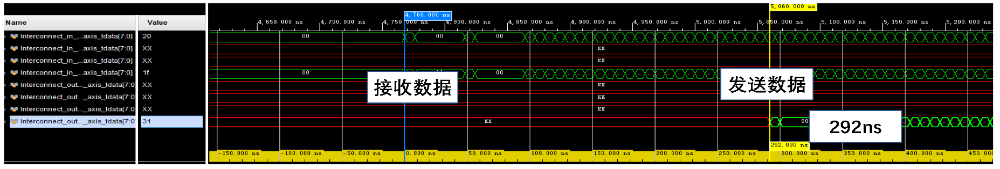 5,060.000 ns
4,768.000 ns
Name Value
4,650.000 ns 4,700.000 ns 4,750.000 ns 4,800.000 ns 4,850.000 ns 4,900.000 ns 4,950.000 ns 5,000.000 ns 5,050.000 ns 5,100.000 ns 5,150.000 ns 5,200.000 ns
Interconnect_in_...axis_tdata[7:0] 20 00 00 00
Interconnect_in_...axis_tdata[7:0] XX XX
Interconnect_in_...axis_tdata[7:0] XX XX
Interconnect_in_...axis_tdata[7:0] 1f 00 00
Interconnect_out..._axis_tdata[7:0 XX XX
接收数据
发送数据
Interconnect_out..._axis_tdata[7:0 XX XX
Interconnect_out..._axis_tdata[7:0 XX XX
Interconnect_out..._axis_tdata[7:0 31 XX 00
292ns
292.000 ns
-150.000 ns -100.000 ns -50.000 ns 0.000 ns 50.000 ns 100.000 ns 150.000 ns 200.000 ns 250.000 ns 300.000 ns 350.000 ns 400.000 ns 450.00